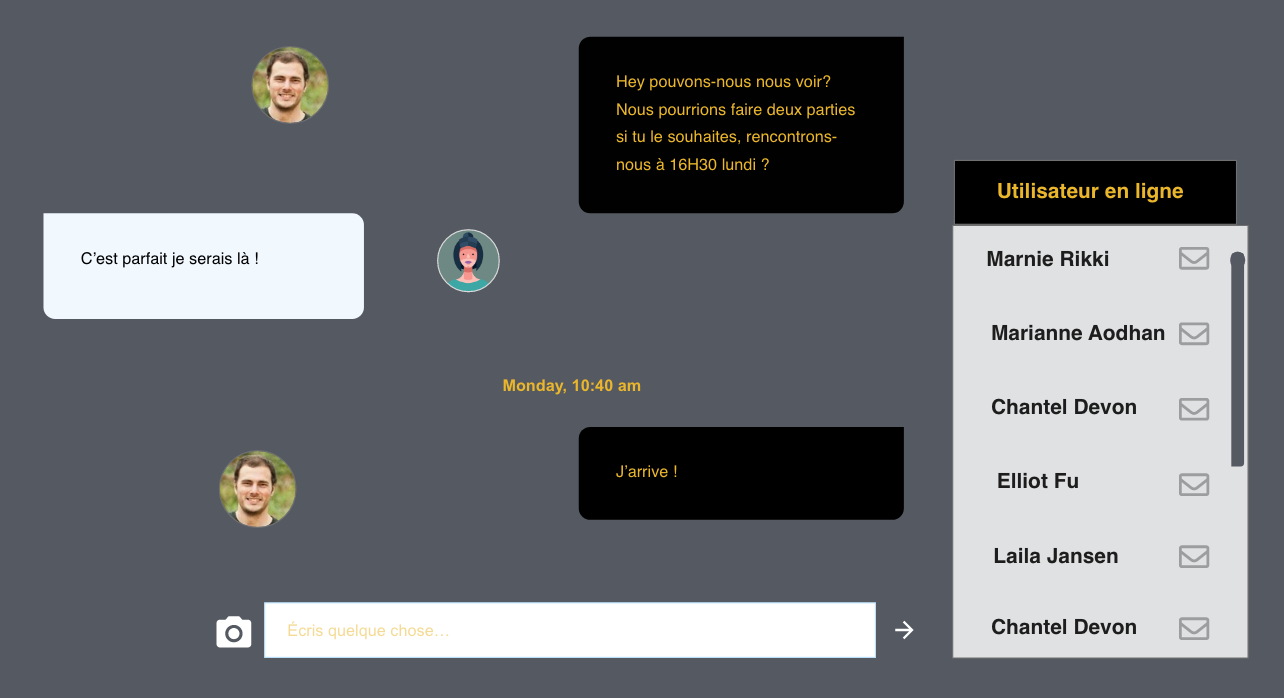 Hey pouvons-nous nous voir?
Nous pourrions faire deux parties
si tu le souhaites, rencontrons-
nous à 16H30 lundi ?
C’est parfait je serais là !
Monday, 10:40 am
J’arrive !
Écris quelque chose…
Utilisateur en ligne
Marnie Rikki
Marianne Aodhan
Chantel Devon
Elliot Fu
Laila Jansen
Chantel Devon